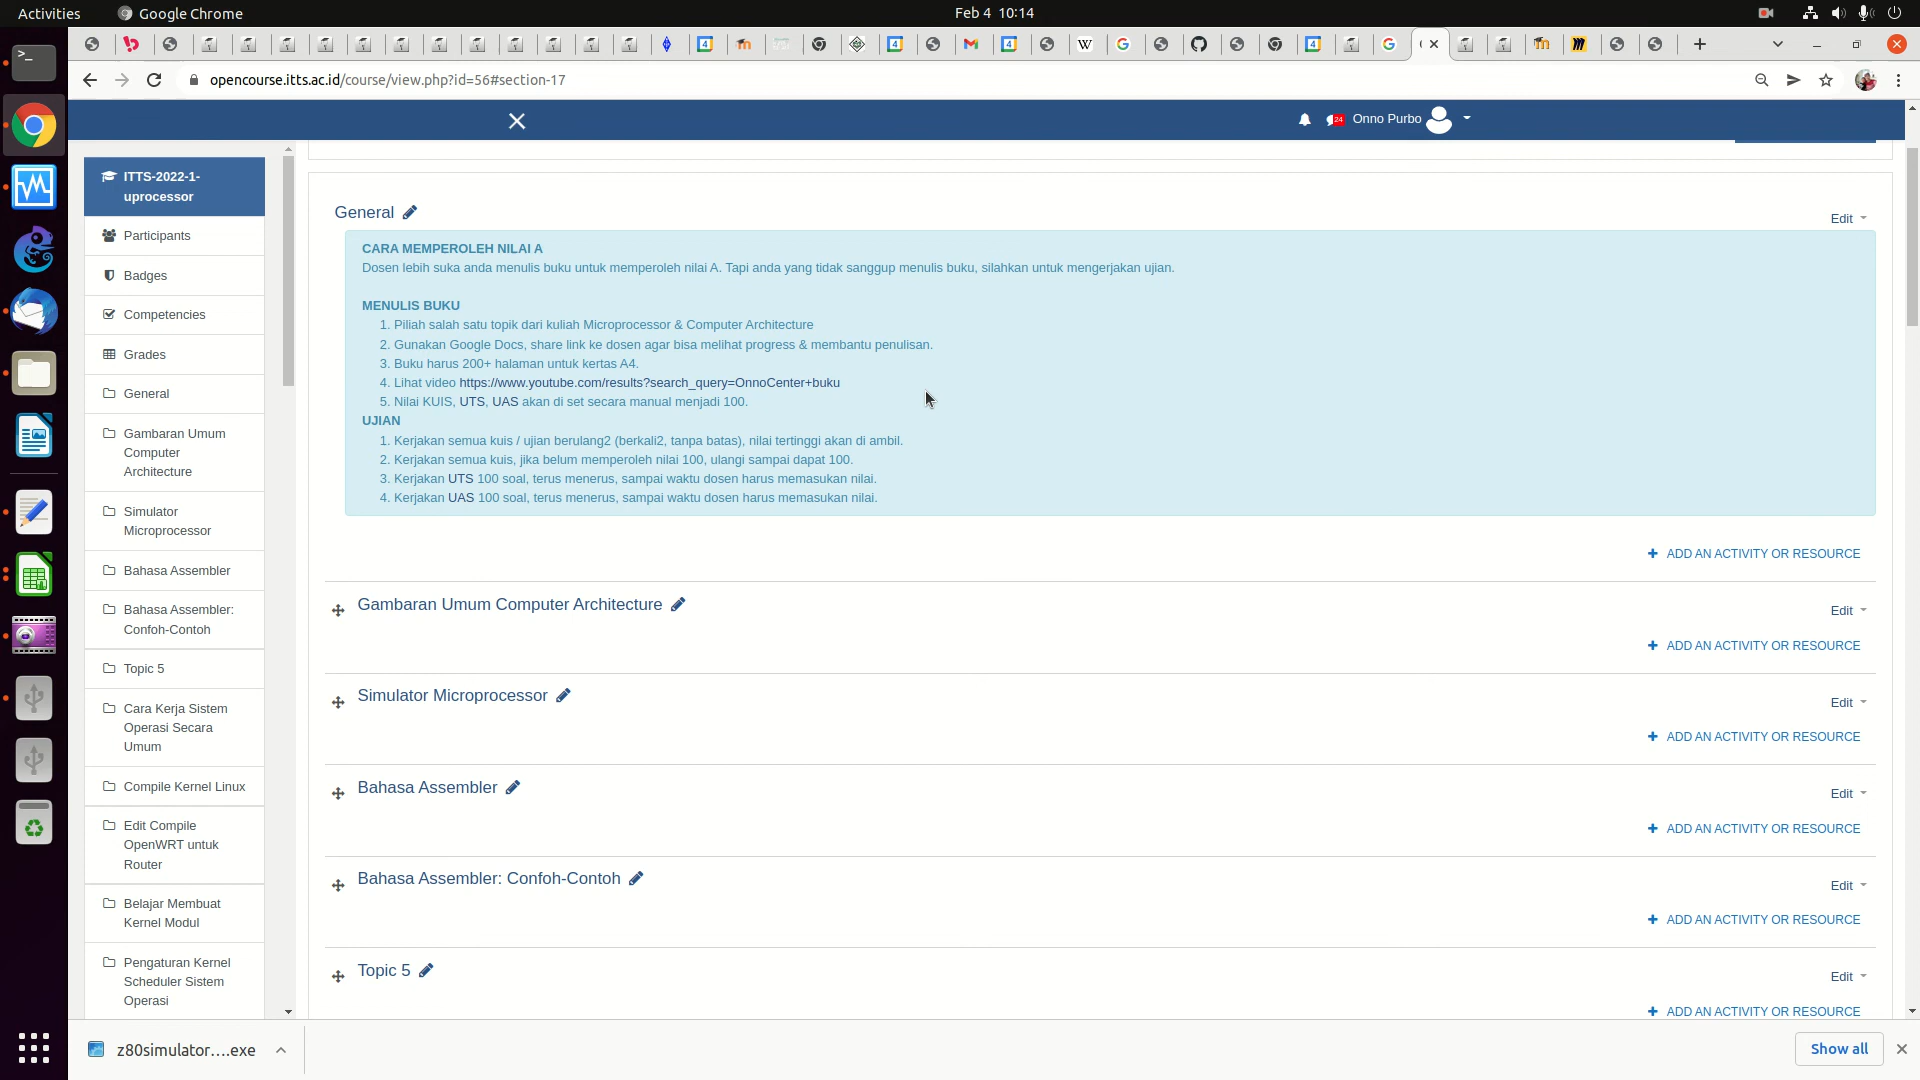 Activities
Google Chrome
Feb 4 10:14
opencourse.itts.ac.id/course/view.php?id=56#section-17
24
Onno Purbo
ITTS-2022-1-
uprocessor
Participants
Badges
Competencies
Grades
General
Gambaran Umum
Computer
Architecture
Simulator
Microprocessor
Bahasa Assembler
Bahasa Assembler:
Confoh-Contoh
Topic 5
Cara Kerja Sistem
Operasi Secara
Umum
Compile Kernel Linux
Edit Compile
OpenWRT untuk
Router
Belajar Membuat
Kernel Modul
Pengaturan Kernel
Scheduler Sistem
Operasi
General
Edit
CARA MEMPEROLEH NILAI A
Dosen lebih suka anda menulis buku untuk memperoleh nilai A. Tapi anda yang tidak sanggup menulis buku, silahkan untuk mengerjakan ujian.
MENULIS BUKU
1. Piliah salah satu topik dari kuliah Microprocessor & Computer Architecture
2. Gunakan Google Docs, share link ke dosen agar bisa melihat progress & membantu penulisan.
3. Buku harus 200+ halaman untuk kertas A4.
4. Lihat video https://www.youtube.com/results?search_query=OnnoCenter+buku
5. Nilai KUIS, UTS, UAS akan di set secara manual menjadi 100.
UJIAN
1. Kerjakan semua kuis / ujian berulang2 (berkali2, tanpa batas), nilai tertinggi akan di ambil.
2. Kerjakan semua kuis, jika belum memperoleh nilai 100, ulangi sampai dapat 100.
3. Kerjakan UTS 100 soal, terus menerus, sampai waktu dosen harus memasukan nilai.
4. Kerjakan UAS 100 soal, terus menerus, sampai waktu dosen harus memasukan nilai.
+ ADD AN ACTIVITY OR RESOURCE
Gambaran Umum Computer Architecture
Edit
+ ADD AN ACTIVITY OR RESOURCE
Simulator Microprocessor
Edit
+ ADD AN ACTIVITY OR RESOURCE
Bahasa Assembler
Edit
+ ADD AN ACTIVITY OR RESOURCE
Bahasa Assembler: Confoh-Contoh
Edit
+ ADD AN ACTIVITY OR RESOURCE
Topic 5
Edit
+ ADD AN ACTIVITY OR RESOURCE
z80simulator....exe
Show all